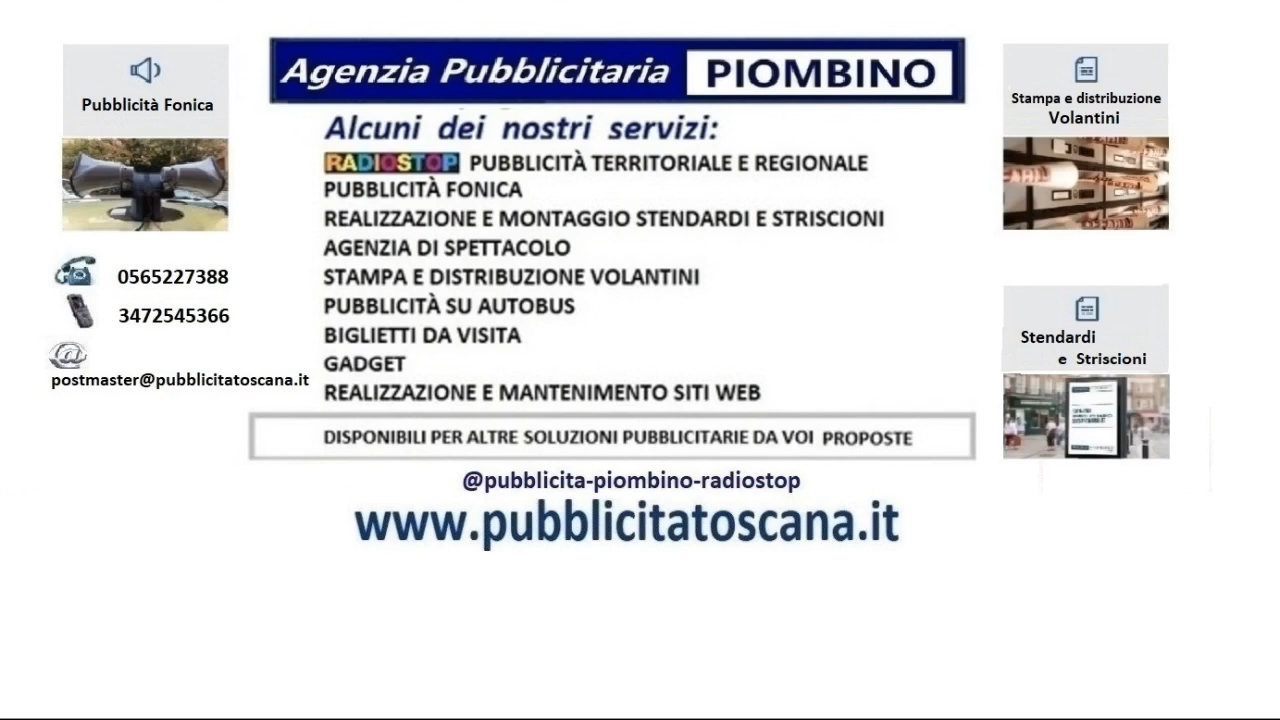 Agenzia Pubblicitaria PIOMBINO
Pubblicità Fonica
Stampa e distribuzione
Volantini
Alcuni dei nostri servizi:
RADIOSTOP PUBBLICITÀ TERRITORIALE E REGIONALE
PUBBLICITÀ FONICA
REALIZZAZIONE E MONTAGGIO STENDARDI E STRISCIONI
AGENZIA DI SPETTACOLO
STAMPA E DISTRIBUZIONE VOLANTINI
PUBBLICITÀ SU AUTOBUS
BIGLIETTI DA VISITA
GADGET
REALIZZAZIONE E MANTENIMENTO SITI WEB
0565227388
3472545366
@
postmaster@pubblicitatoscana.it
Stendardi
e Striscioni
DISPONIBILI PER ALTRE SOLUZIONI PUBBLICITARIE DA VOI PROPOSTE
@pubblicita-piombino-radiostop
www.pubblicitatoscana.it